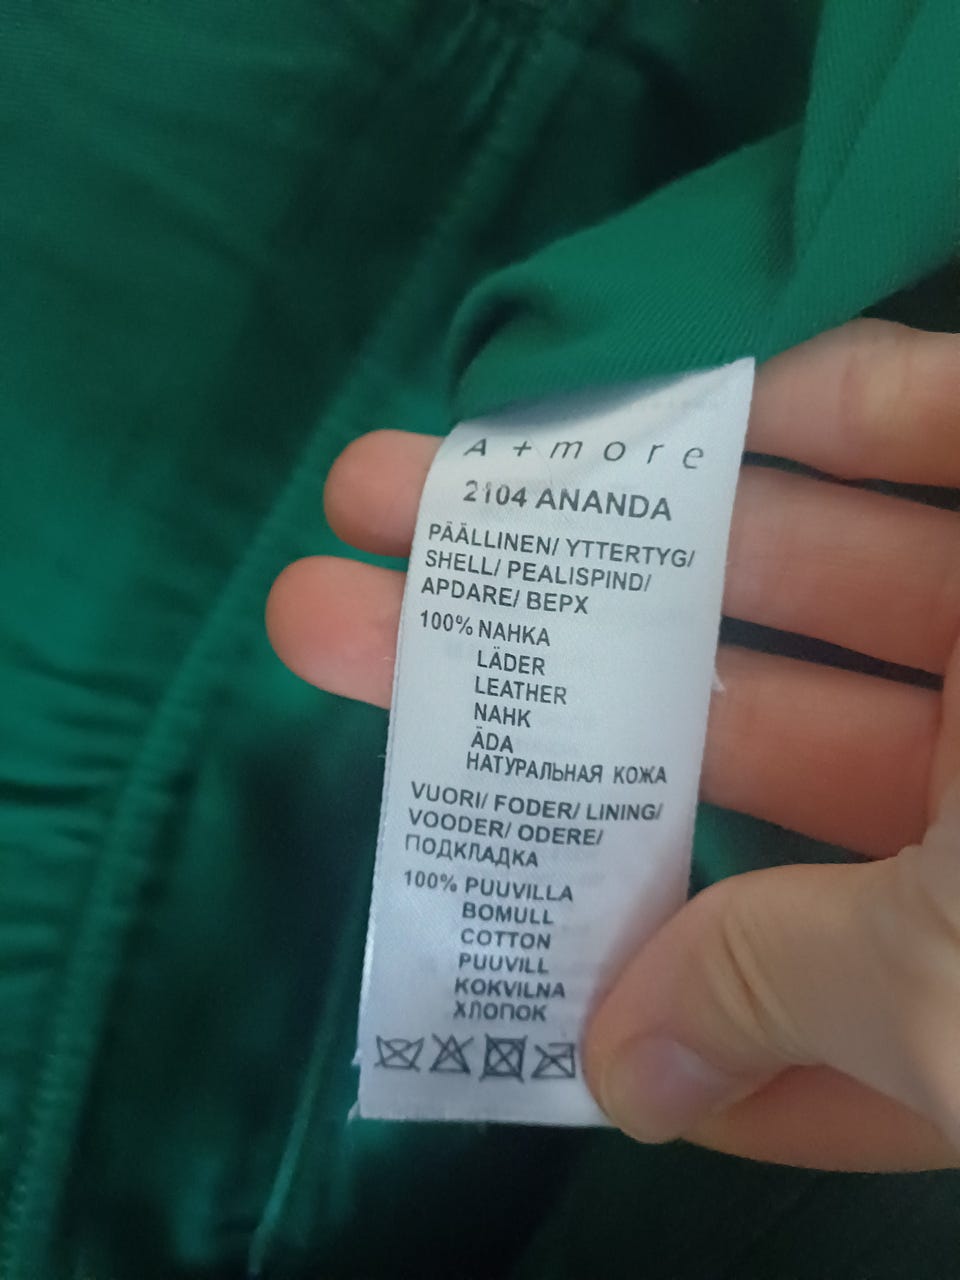 A + more
2104 ANANDA
PÄÄLLINEN/ YTTERTYG/
SHELL/ PEALISPIND/
APDARE/ ВЕРХ
100% NAHKA
LÄDER
LEATHER
NAHK
ĀDA
НАТУРАЛЬНАЯ КОЖА
VUORI/ FODER/ LINING/
VOODER/ ODERE/
ПОДКЛАДКА
100% PUUVILLA
BOMULL
COTTON
PUUVILL
KOKVILNA
ХЛОПОК